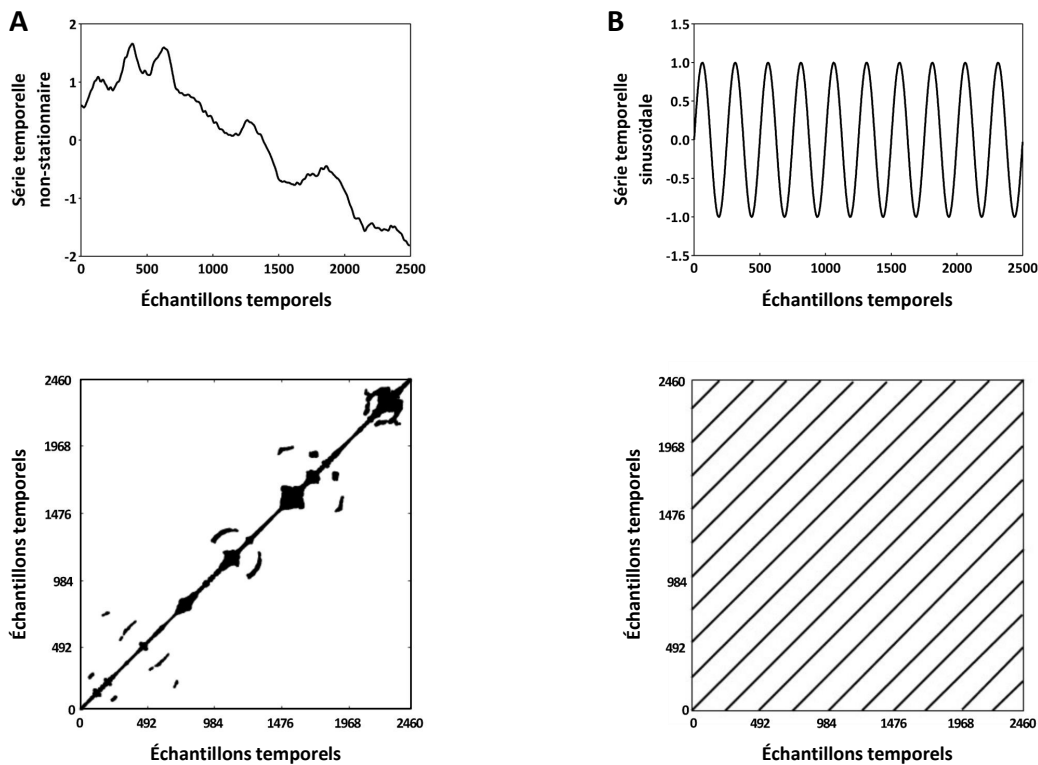 A
Série temporelle
non-stationnaire
2
1
0
-1
-2
0 500 1000 1500 2000 2500
Échantillons temporels
B
Série temporelle
sinusoïdale
1.5
1.0
0.5
0.0
-0.5
-1.0
-1.5
0 500 1000 1500 2000 2500
Échantillons temporels
Échantillons temporels
2460
1968
1476
984
492
0
0 492 984 1476 1968 2460
Échantillons temporels
Échantillons temporels
2460
1968
1476
984
492
0
0 492 984 1476 1968 2460
Échantillons temporels